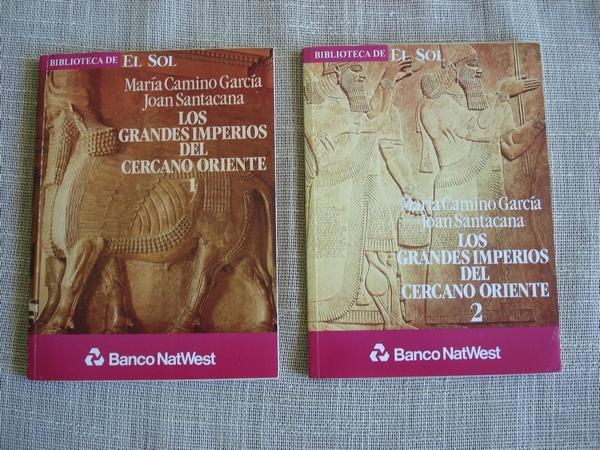 BIBLIOTECA DE EL SOL
María Camino García
Joan Santacana
LOS
GRANDES IMPERIOS
DEL
CERCANO ORIENTE
1
Banco NatWest
BIBLIOTECA DE EL SOL
María Camino García
Joan Santacana
LOS
GRANDES IMPERIOS
DEL
CERCANO ORIENTE
2
Banco NatWest